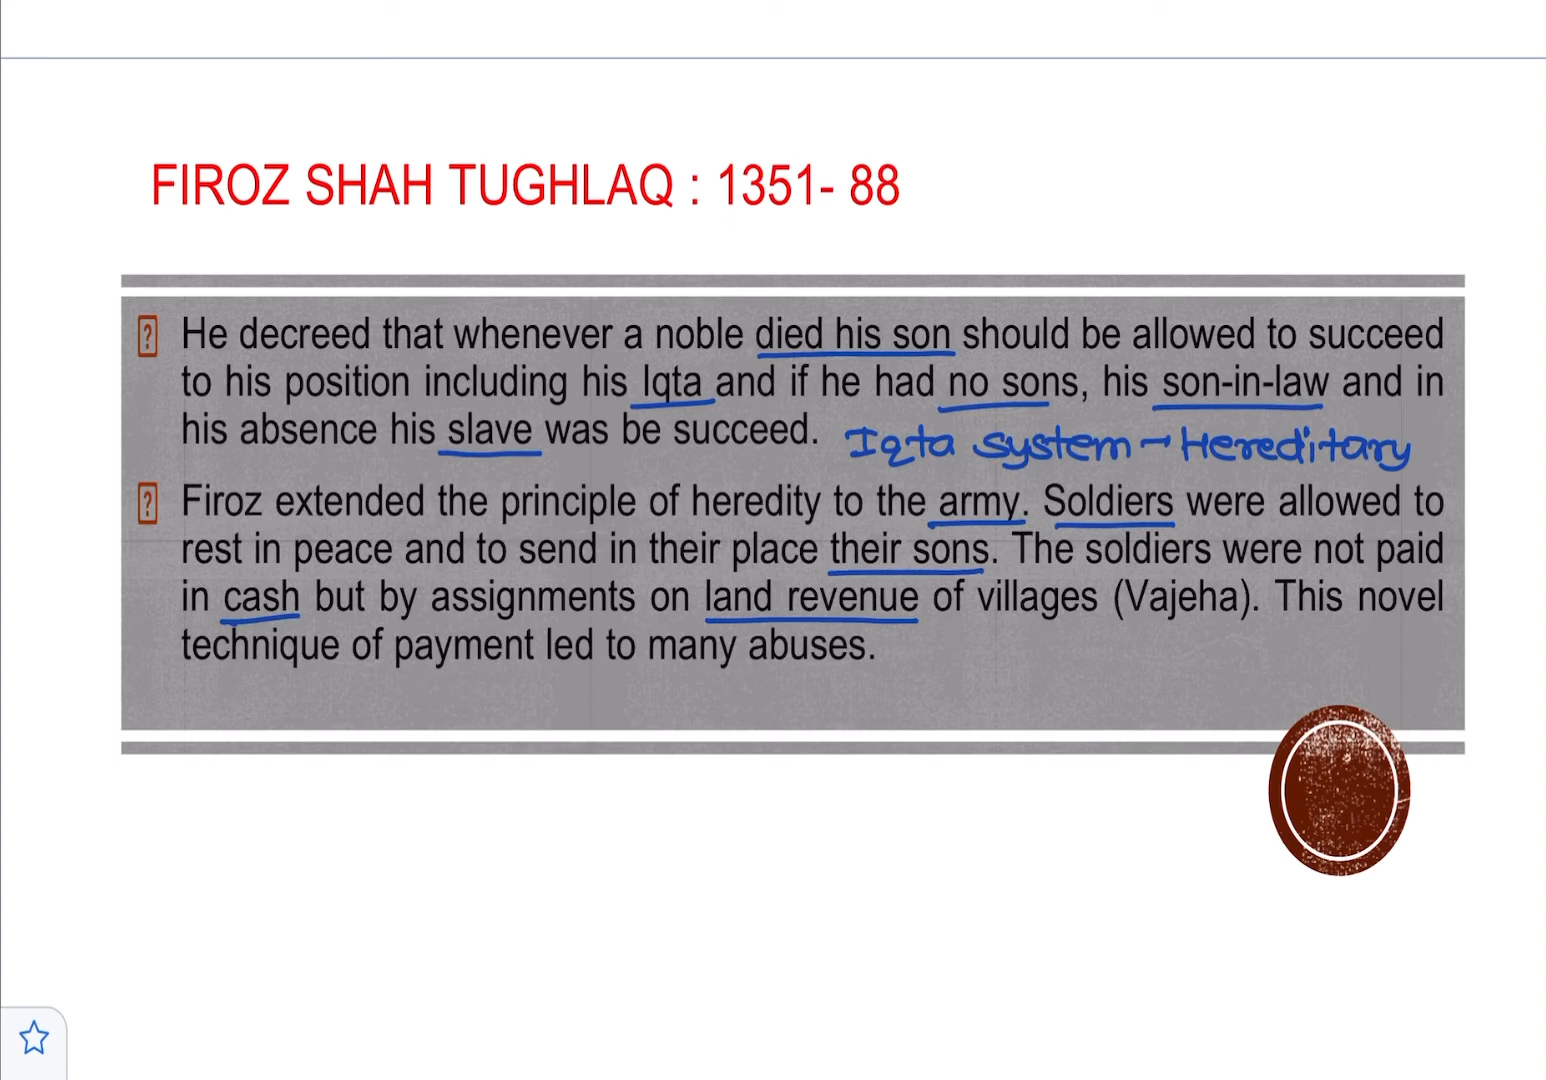 FIROZ SHAH TUGHLAQ : 1351- 88
He decreed that whenever a noble died his son should be allowed to succeed
to his position including his Iqta and if he had no sons, his son-in-law and in
his absence his slave was be succeed.
Iqta system → Hereditary
Firoz extended the principle of heredity to the army. Soldiers were allowed to
rest in peace and to send in their place their sons. The soldiers were not paid
in cash but by assignments on land revenue of villages (Vajeha). This novel
technique of payment led to many abuses.